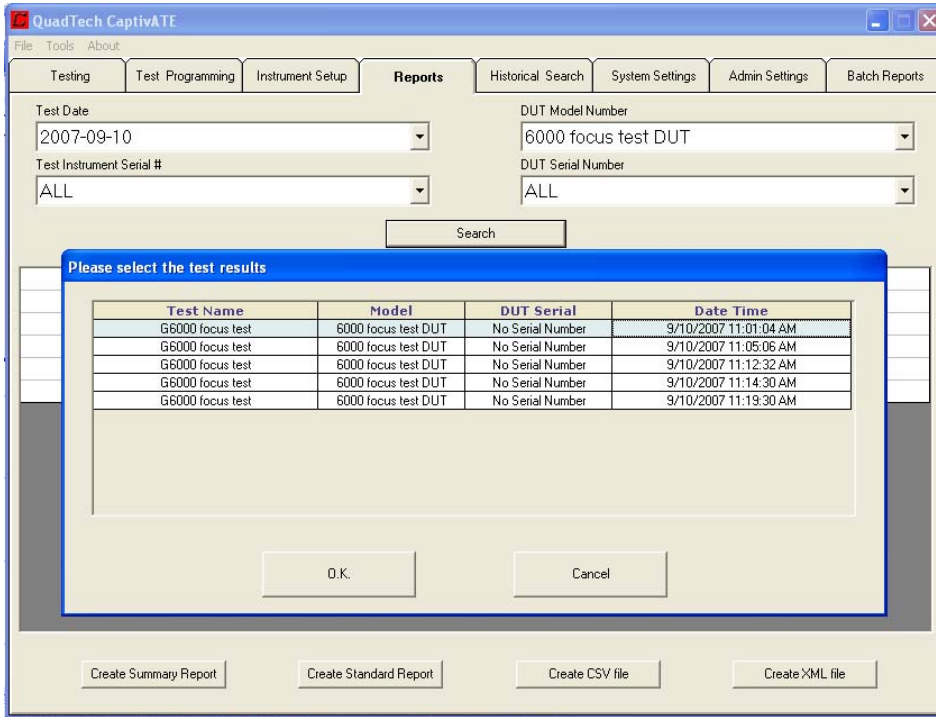 QuadTech CaptivATE
File Tools About
Testing Test Programming Instrument Setup Reports Historical Search System Settings Admin Settings Batch Reports
Test Date DUT Model Number
2007-09-10 6000 focus test DUT
Test Instrument Serial # DUT Serial Number
ALL ALL
Search
Please select the test results
Test Name Model DUT Serial Date Time
G6000 focus test 6000 focus test DUT No Serial Number 9/10/2007 11:01:04 AM
G6000 focus test 6000 focus test DUT No Serial Number 9/10/2007 11:05:06 AM
G6000 focus test 6000 focus test DUT No Serial Number 9/10/2007 11:12:32 AM
G6000 focus test 6000 focus test DUT No Serial Number 9/10/2007 11:14:30 AM
G6000 focus test 6000 focus test DUT No Serial Number 9/10/2007 11:19:30 AM
O.K. Cancel
Create Summary Report Create Standard Report Create CSV file Create XML file